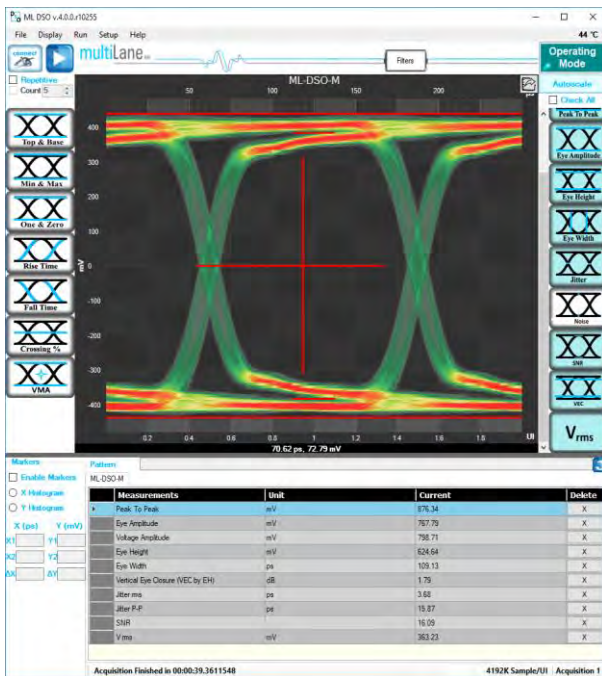 ML DSO v.4.0.0.r10255
File Display Run Setup Help 44 °C
connect multiLane Filters Operating Mode
Repetitive
Count 5
Autoscale
Check All
Top & Base
Min & Max
One & Zero
Rise Time
Fall Time
Crossing %
VMA
ML-DSO-M
50 100 150 200
400
300
200
100
0
mV
-100
-200
-300
-400
0.2 0.4 0.6 0.8 1 1.2 1.4 1.6 1.8 UI
70.62 ps, 72.79 mV
Peak To Peak
Eye Amplitude
Eye Height
Eye Width
Jitter
Noise
SNR
VEC
Vrms
Markers
Enable Markers
X Histogram
Y Histogram
X (ps) Y (mV)
X1 Y1
X2 Y2
ΔX ΔY
Pattern
ML-DSO-M
Measurements Unit Current Delete
Peak To Peak mV 876.34 X
Eye Amplitude mV 767.79 X
Voltage Amplitude mV 798.71 X
Eye Height mV 624.64 X
Eye Width ps 109.13 X
Vertical Eye Closure (VEC by EH) dB 1.79 X
Jitter rms ps 3.68 X
Jitter P-P ps 15.87 X
SNR 16.09 X
V rms mV 363.23 X
Acquisition Finished in 00:00:39.3611548 4192K Sample/UI Acquisition 1